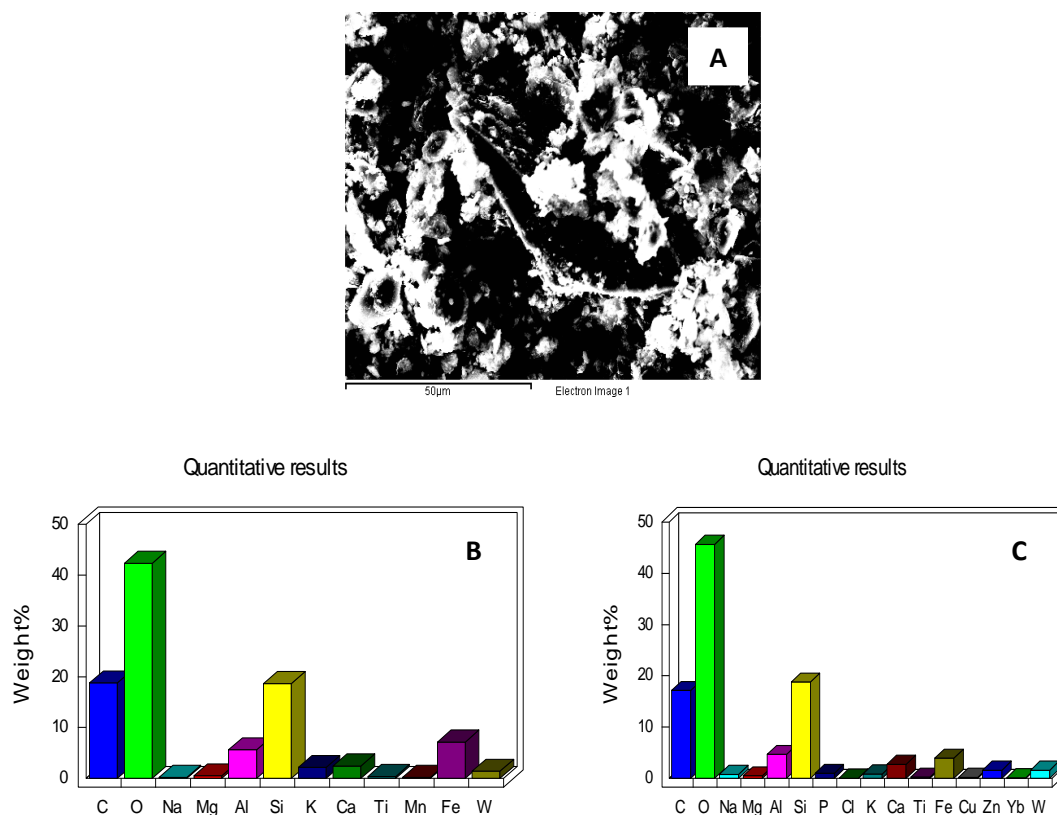 A
50µm Electron Image 1
Quantitative results
B
Weight%
50
40
30
20
10
0
C O Na Mg Al Si K Ca Ti Mn Fe W
Quantitative results
C
Weight%
50
40
30
20
10
0
C O Na Mg Al Si P Cl K Ca Ti Fe Cu Zn Yb W